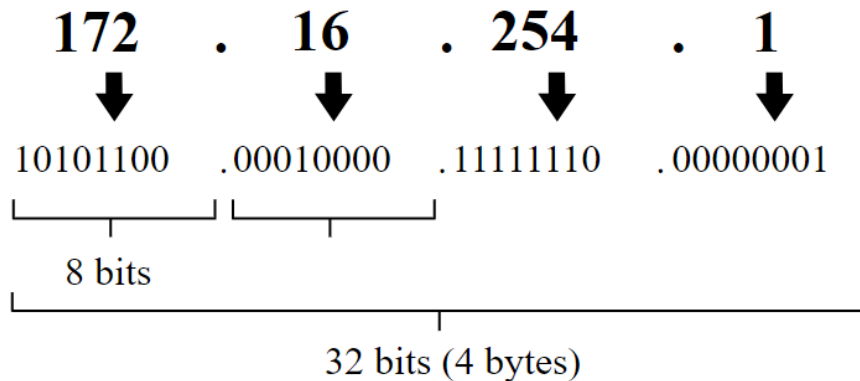 172 . 16 . 254 . 1
10101100 .00010000 .11111110 .00000001
8 bits
32 bits (4 bytes)